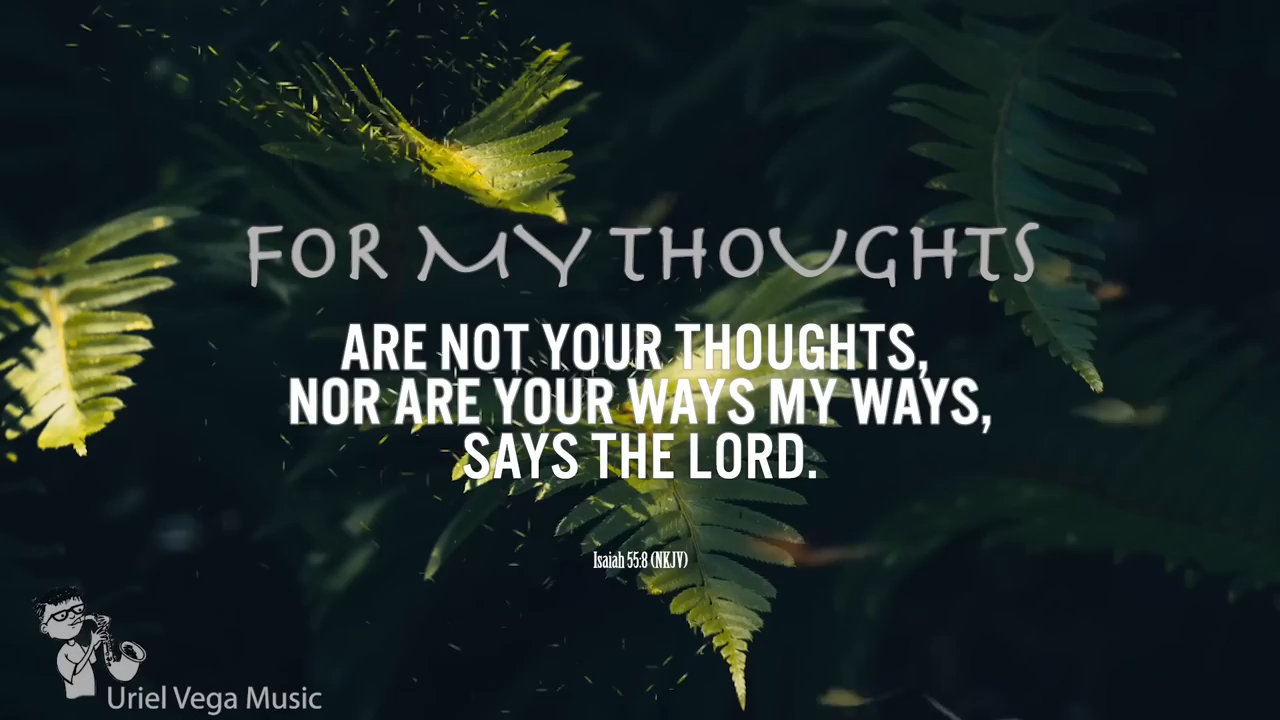 FOR MY THOUGHTS
ARE NOT YOUR THOUGHTS,
NOR ARE YOUR WAYS MY WAYS,
SAYS THE LORD.
Isaiah 55:8 (NKJV)
Uriel Vega Music